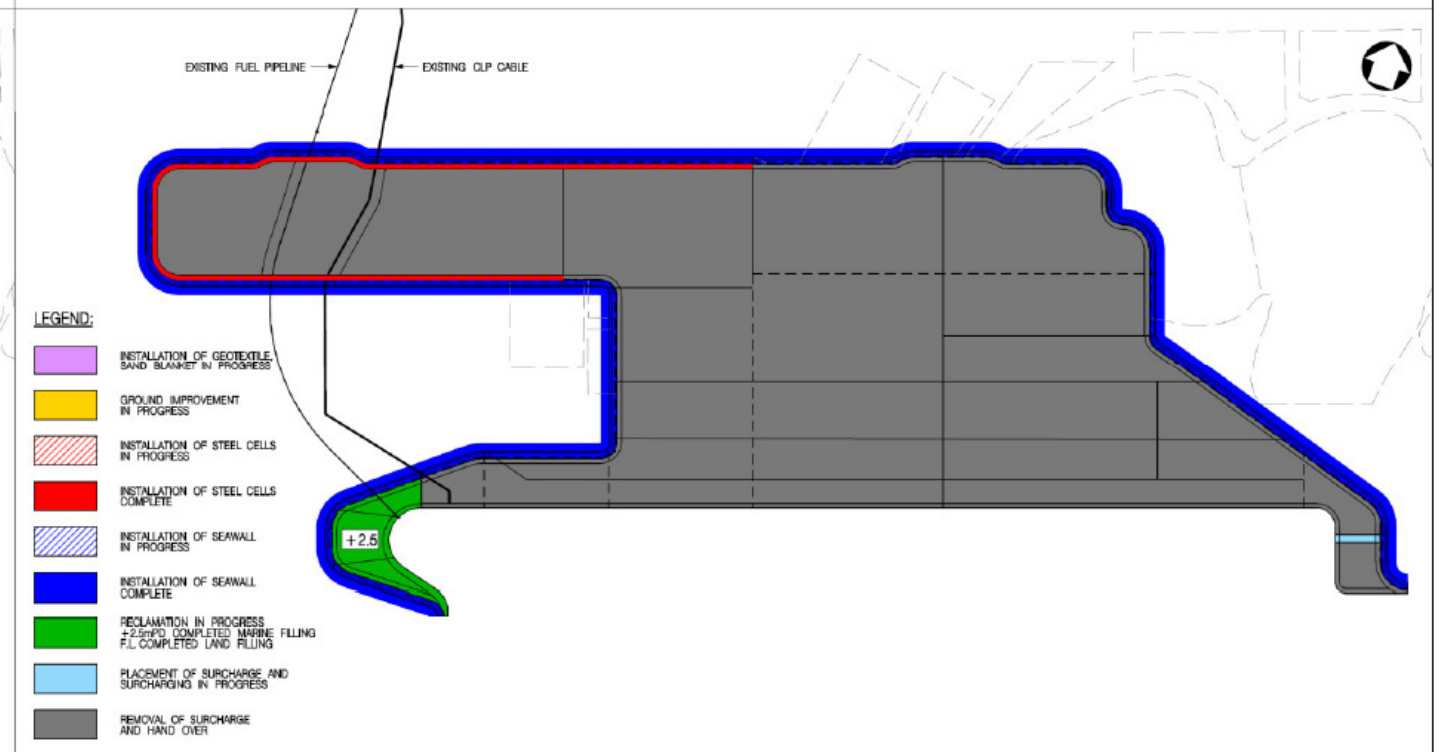 EXISTING FUEL PIPELINE
EXISTING CLP CABLE
LEGEND:
INSTALLATION OF GEOTEXTILE,
SAND BLANKET IN PROGRESS
GROUND IMPROVEMENT
IN PROGRESS
INSTALLATION OF STEEL CELLS
IN PROGRESS
INSTALLATION OF STEEL CELLS
COMPLETE
INSTALLATION OF SEAWALL
IN PROGRESS
INSTALLATION OF SEAWALL
COMPLETE
RECLAMATION IN PROGRESS
+2.5mPD COMPLETED MARINE FILLING
F.L. COMPLETED LAND FILLING
PLACEMENT OF SURCHARGE AND
SURCHARGING IN PROGRESS
REMOVAL OF SURCHARGE
AND HAND OVER
+2.5